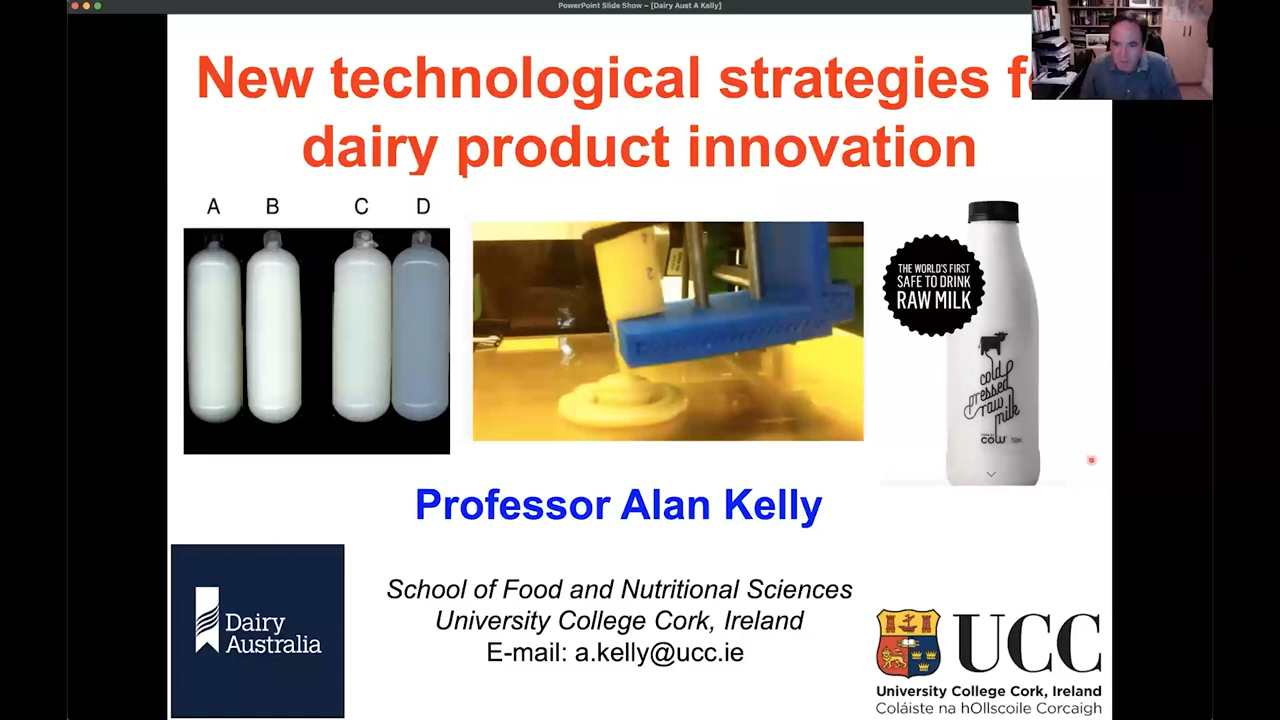 PowerPoint Slide Show - [Dairy Aust A Kelly]
New technological strategies f
dairy product innovation
A B C D
THE WORLD'S FIRST
SAFE TO DRINK
RAW MILK
cold
pressed
raw
milk
COW
Professor Alan Kelly
School of Food and Nutritional Sciences
University College Cork, Ireland
E-mail: a.kelly@ucc.ie
Dairy
Australia
UCC
University College Cork, Ireland
Coláiste na hOllscoile Corcaigh